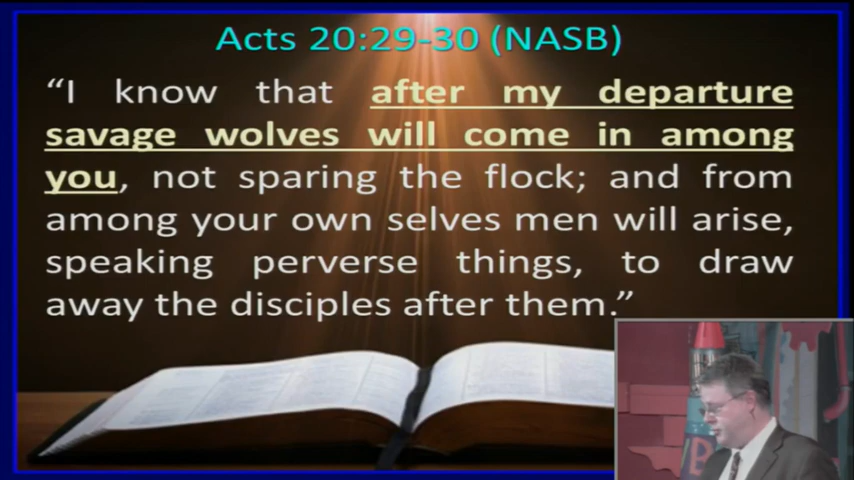 Acts 20:29-30 (NASB)
“I know that after my departure
savage wolves will come in among
you, not sparing the flock; and from
among your own selves men will arise,
speaking perverse things, to draw
away the disciples after them.”